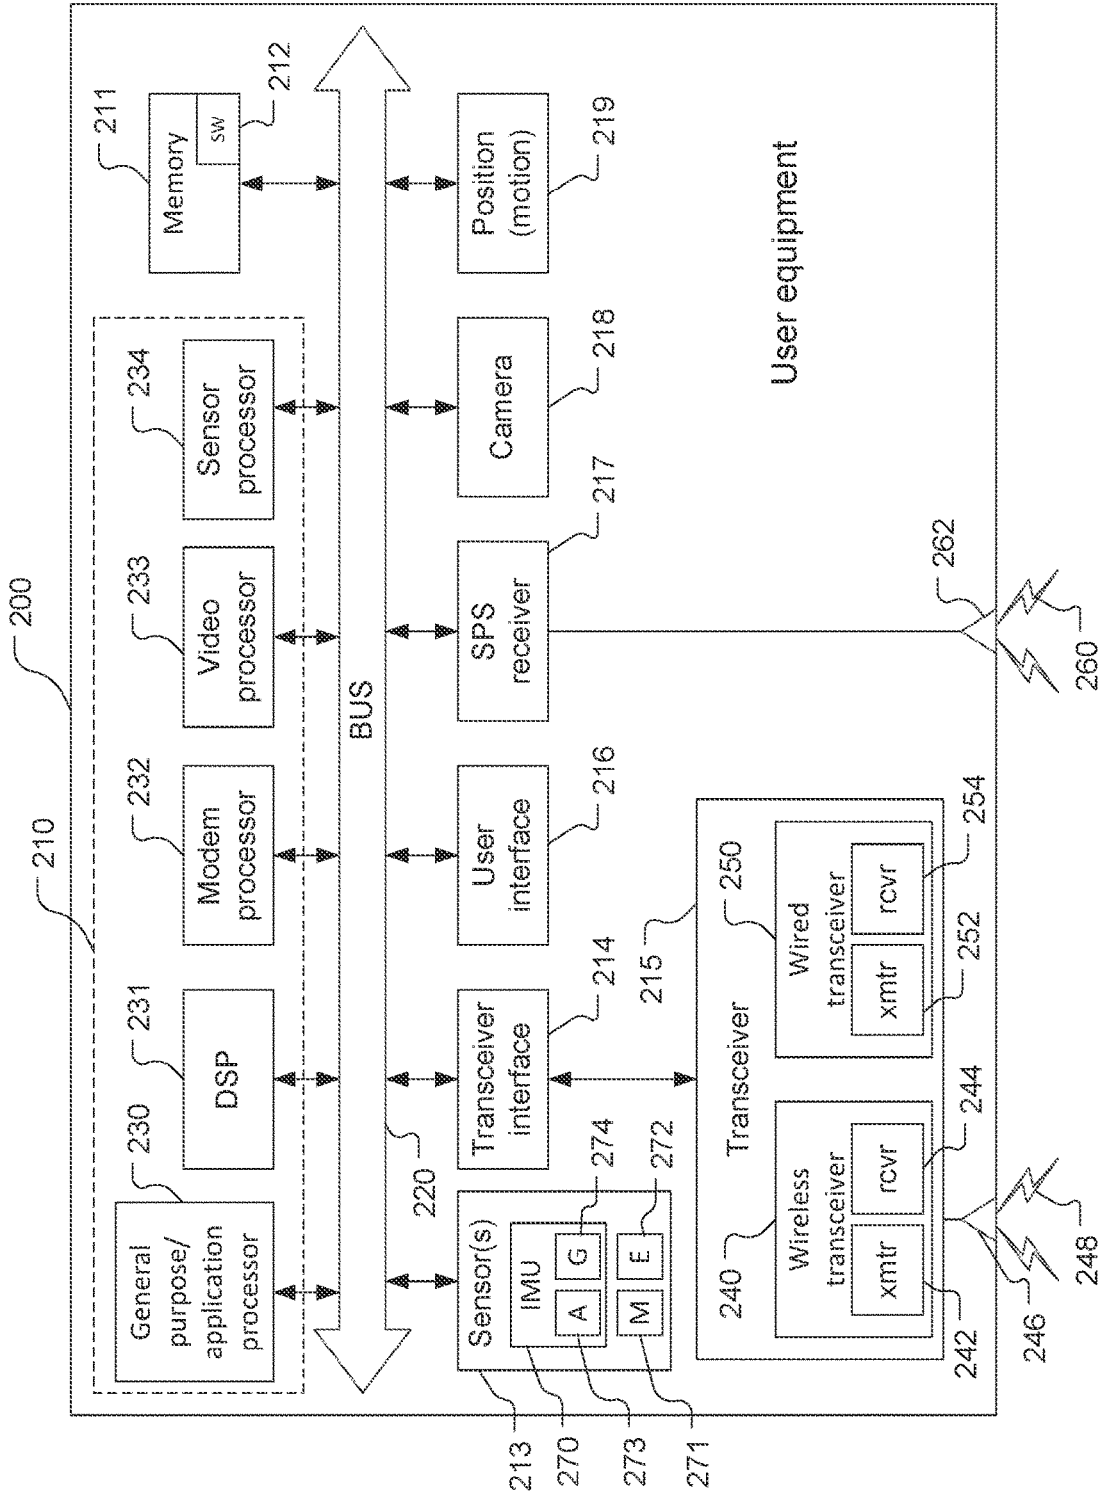 200
210
230
231
232
233
234
211
212
General
purpose/
application
processor
DSP
Modem
processor
Video
processor
Sensor
processor
Memory
SW
BUS
220
Sensor(s)
IMU
A
G
M
E
213
270
273
271
274
272
Transceiver
interface
214
User
interface
216
SPS
receiver
217
Camera
218
Position
(motion)
219
215
Transceiver
240
Wireless
transceiver
xmtr
rcvr
242
244
250
Wired
transceiver
xmtr
rcvr
252
254
246
248
262
260
User equipment